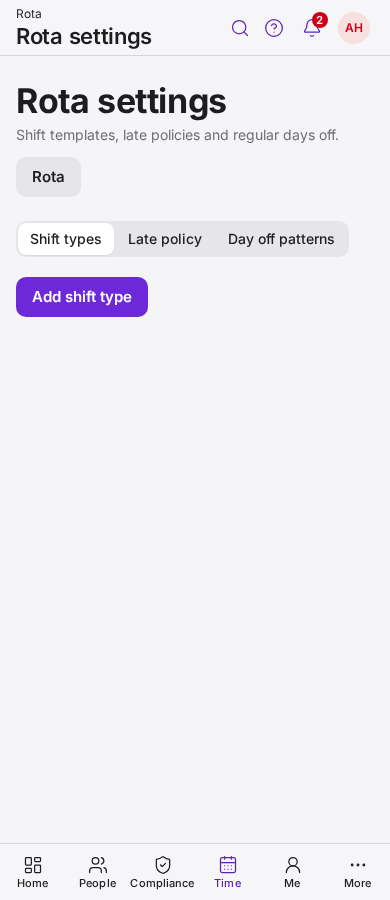 Rota
Rota settings
2
AH
Rota settings
Shift templates, late policies and regular days off.
Rota
Shift types
Late policy
Day off patterns
Add shift type
Home
People
Compliance
Time
Me
More